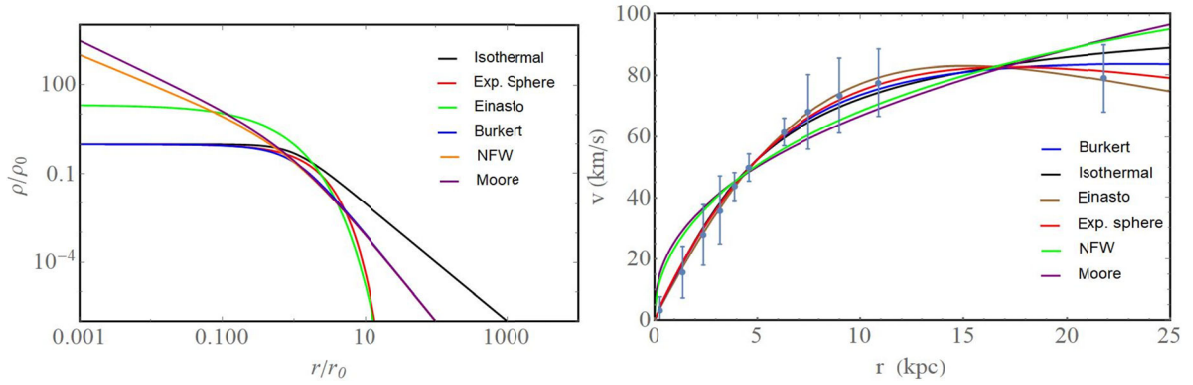 ρ/ρ0
100
0.1
10−4
0.001
0.100
10
1000
r/r0
Isothermal
Exp. Sphere
Einasto
Burkert
NFW
Moore
v (km/s)
100
80
60
40
20
0
0
5
10
15
20
25
r (kpc)
Burkert
Isothermal
Einasto
Exp. sphere
NFW
Moore